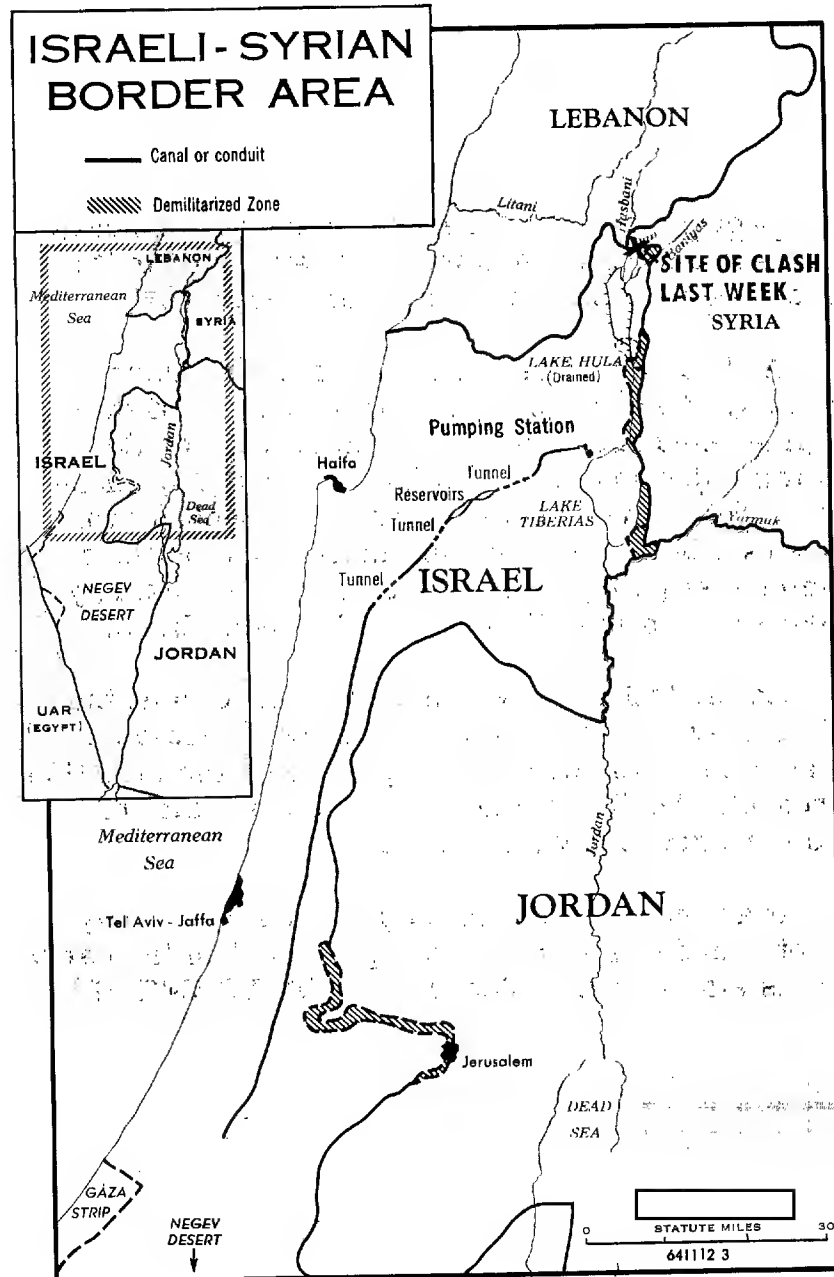 ISRAELI-SYRIAN
BORDER AREA
Canal or conduit
Demilitarized Zone
LEBANON
Mediterranean
Sea
SYRIA
ISRAEL
Jordan
Dead
Sea
NEGEV
DESERT
JORDAN
UAR
(EGYPT)
LEBANON
Litani
Hasbani
Baniyas
SITE OF CLASH
LAST WEEK
SYRIA
LAKE HULA
(Drained)
Pumping Station
Haifa
Tunnel
Reservoirs
Tunnel
LAKE
TIBERIAS
Yarmuk
Tunnel
ISRAEL
Mediterranean
Sea
Jordan
Tel Aviv - Jaffa
JORDAN
Jerusalem
DEAD
SEA
GAZA
STRIP
NEGEV
DESERT
0 30
STATUTE MILES
641112 3